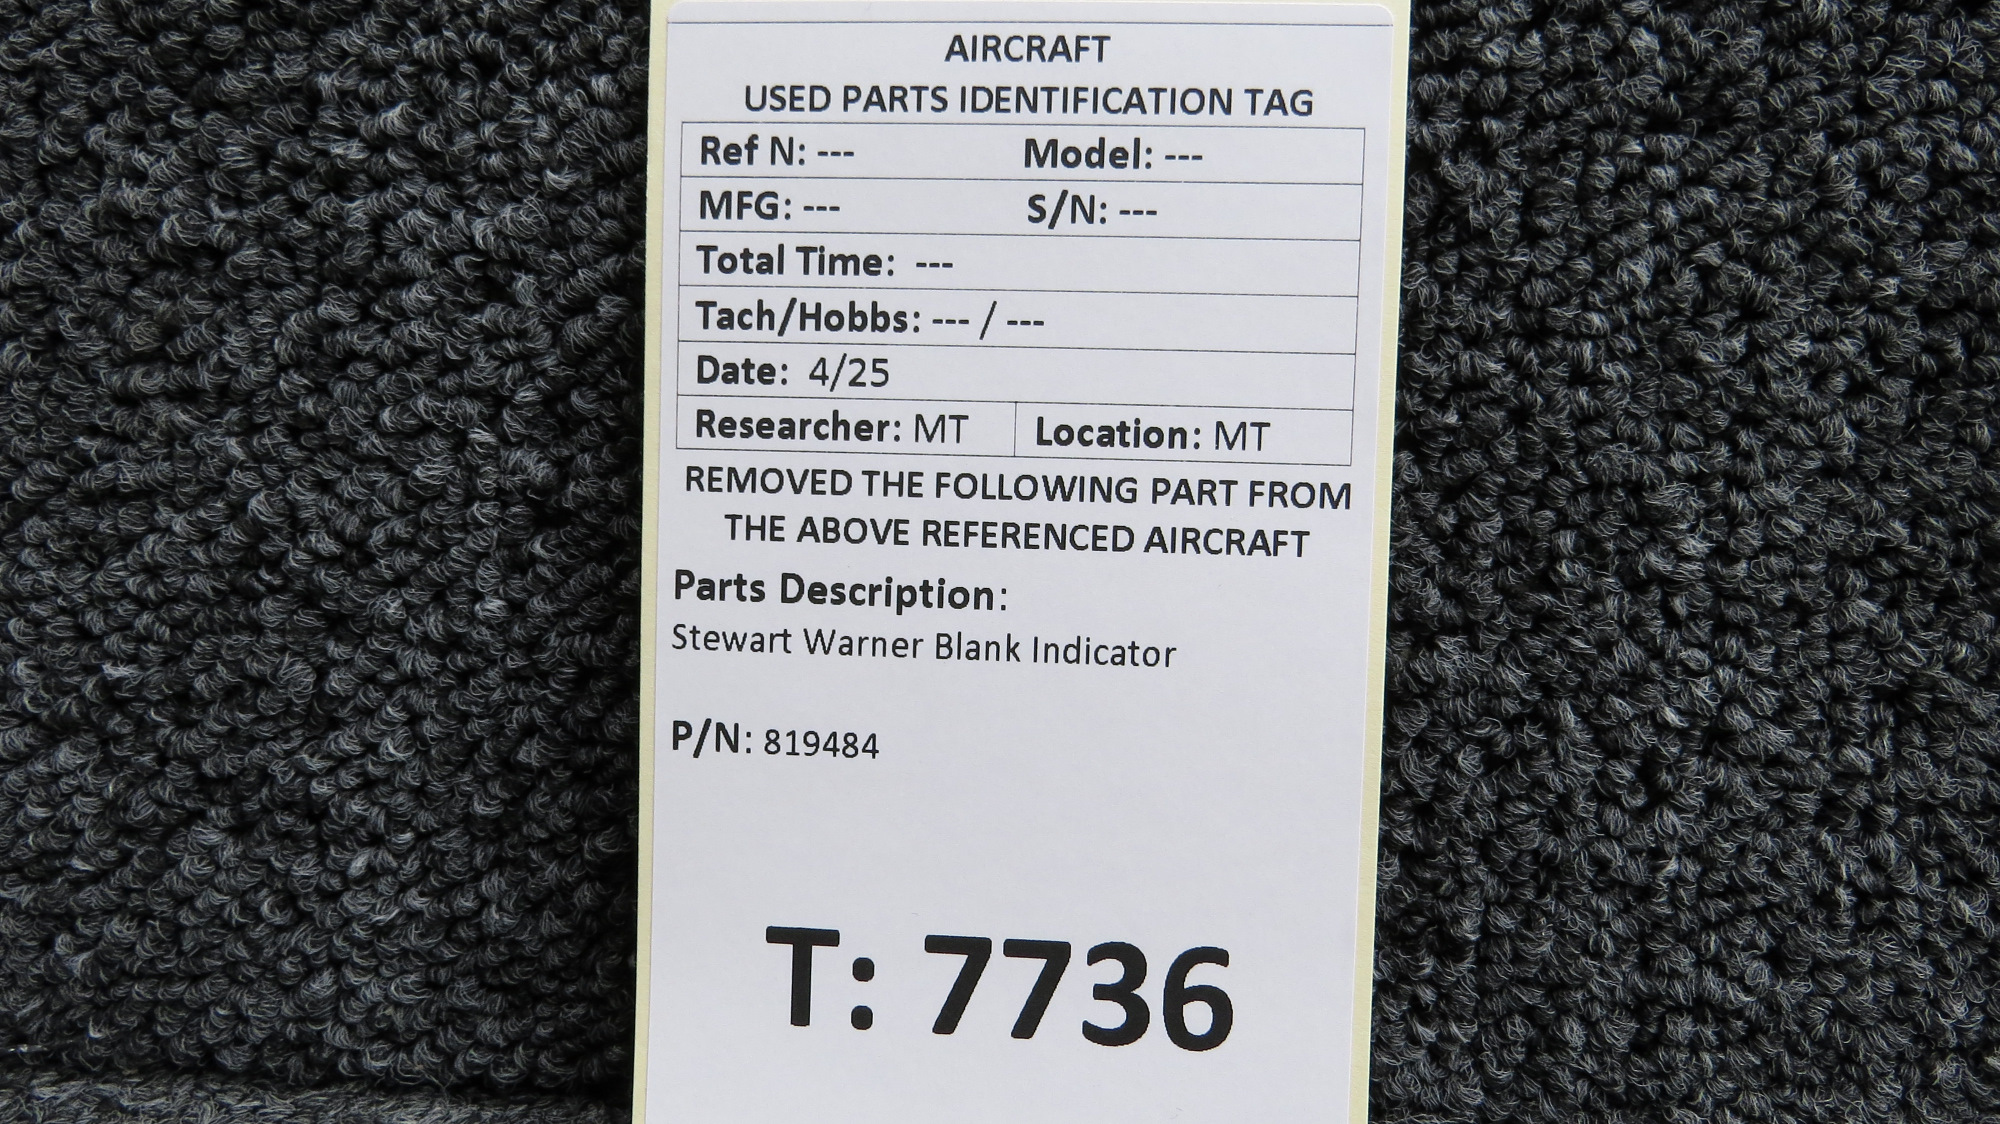 AIRCRAFT
USED PARTS IDENTIFICATION TAG
Ref N: --- Model: ---
MFG: --- S/N: ---
Total Time: ---
Tach/Hobbs: --- / ---
Date: 4/25
Researcher: MT Location: MT
REMOVED THE FOLLOWING PART FROM
THE ABOVE REFERENCED AIRCRAFT
Parts Description:
Stewart Warner Blank Indicator
P/N: 819484
T: 7736